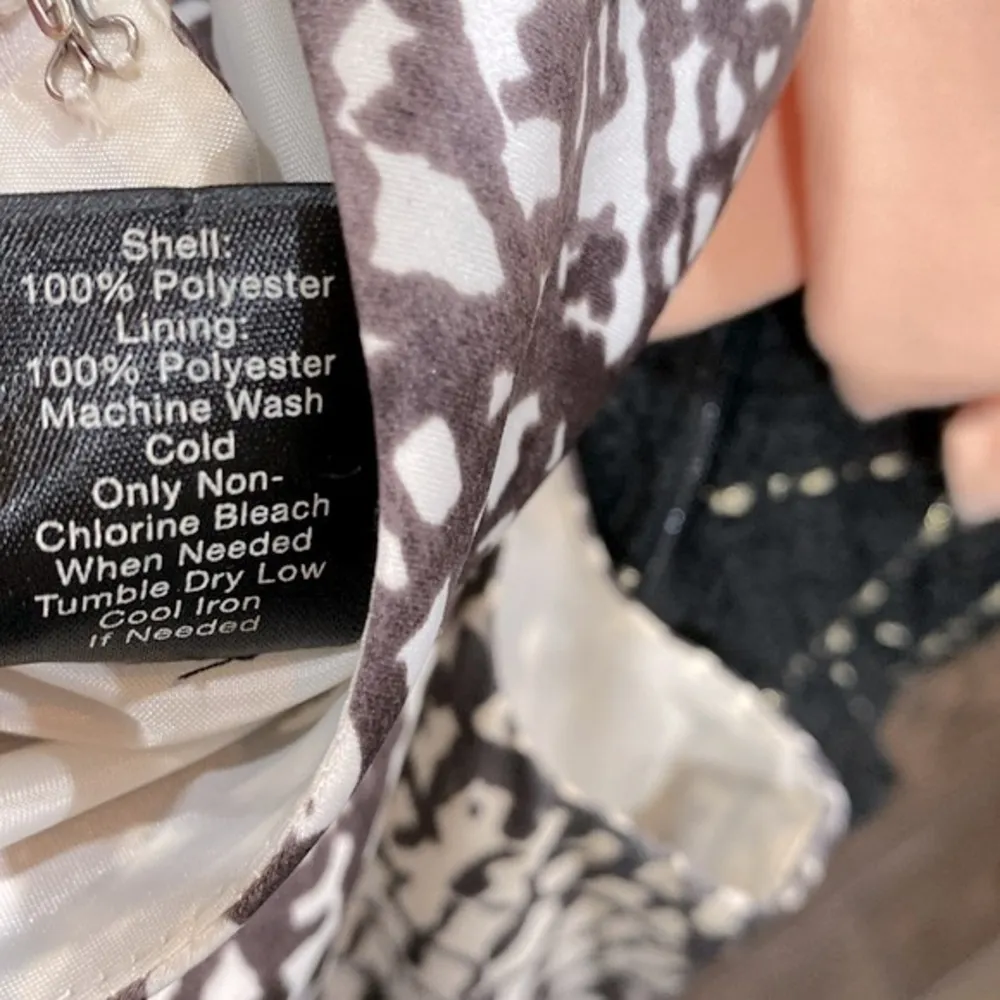 Shell:
100% Polyester
Lining:
100% Polyester
Machine Wash
Cold
Only Non-
Chlorine Bleach
When Needed
Tumble Dry Low
Cool Iron
If Needed